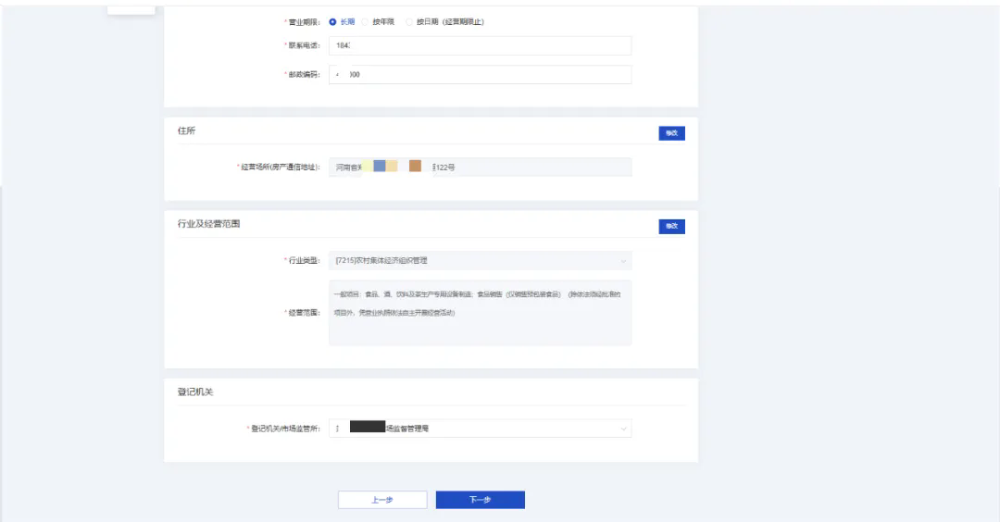 *营业期限: 长期 按年限 按日期 (经营期限止)
*联系电话: 184
*邮政编码: 000
住所
修改
*经营场所(房产通信地址): 河南省 122号
行业及经营范围
修改
*行业类型: [7215]农村集体经济组织管理
*经营范围: 一般项目: 食品、酒、饮料及茶生产专用设备制造; 食品销售 (仅销售预包装食品) (除依法须经批准的
项目外, 凭营业执照依法自主开展经营活动)
登记机关
*登记机关/市场监管所: 场监督管理局
上一步 下一步